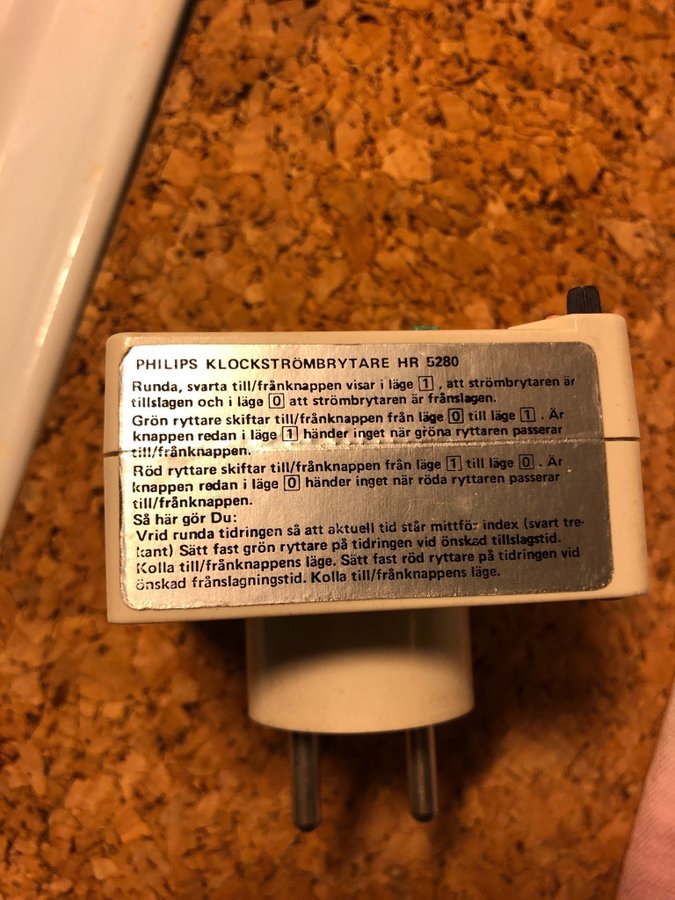 PHILIPS KLOCKSTRÖMBRYTARE HR 5280
Runda, svarta till/frånknappen visar i läge 1 , att strömbrytaren är
tillslagen och i läge 0 att strömbrytaren är frånslagen.
Grön ryttare skiftar till/frånknappen från läge 0 till läge 1 . Är
knappen redan i läge 1 händer inget när gröna ryttaren passerar
till/frånknappen.
Röd ryttare skiftar till/frånknappen från läge 1 till läge 0 . Är
knappen redan i läge 0 händer inget när röda ryttaren passerar
till/frånknappen.
Så här gör Du:
Vrid runda tidringen så att aktuell tid står mittför index (svart tre-
kant) Sätt fast grön ryttare på tidringen vid önskad tillslagstid.
Kolla till/frånknappens läge. Sätt fast röd ryttare på tidringen vid
önskad frånslagningstid. Kolla till/frånknappens läge.